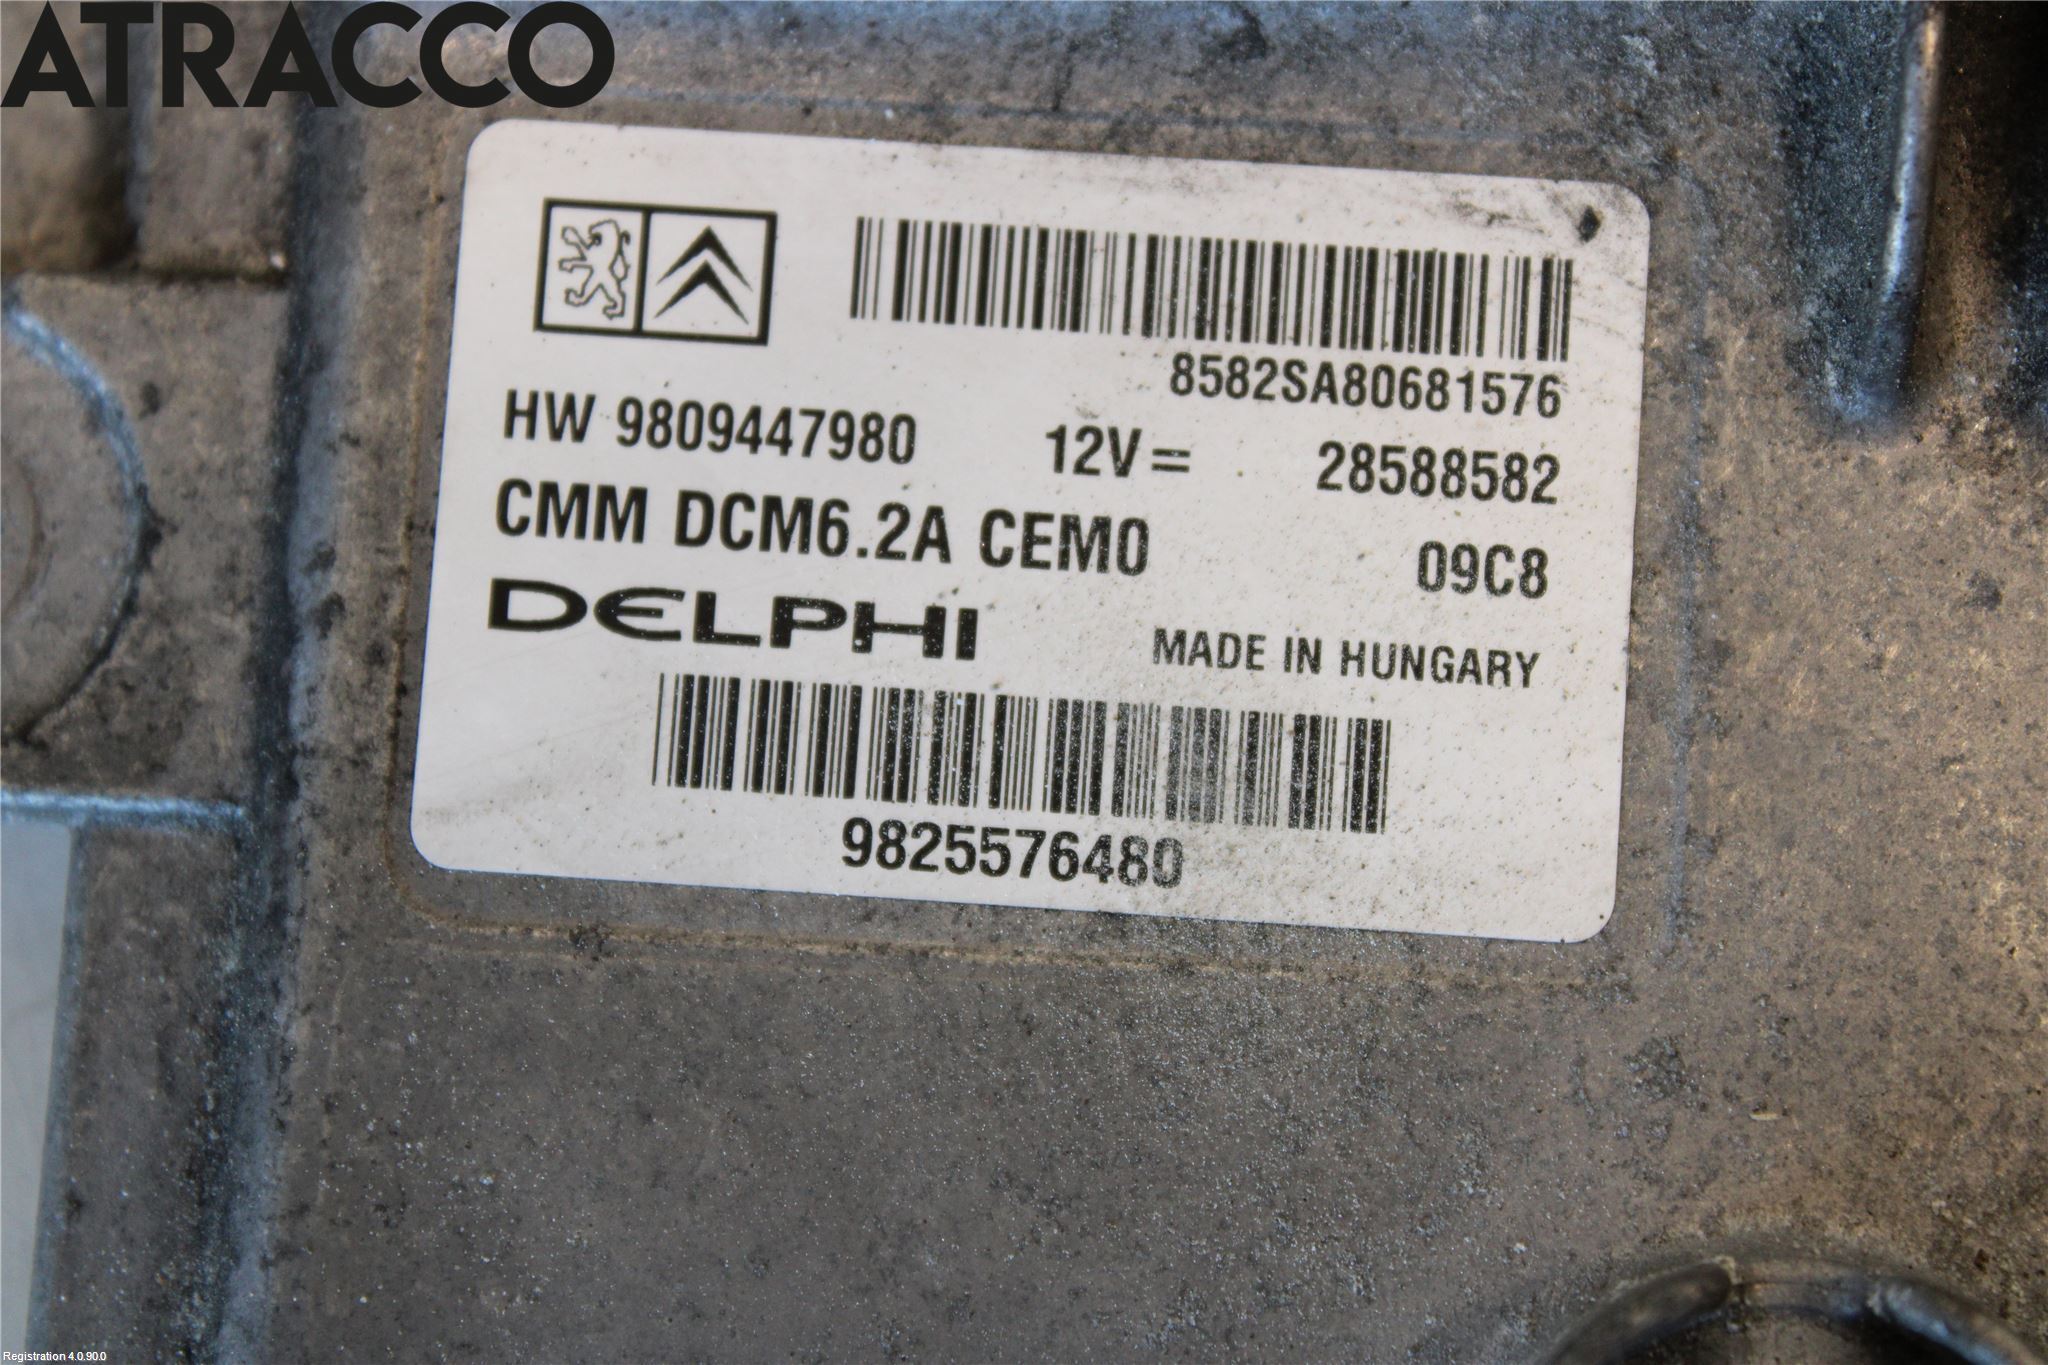 ATRACCO
8582SA80681576
HW 9809447980 12V= 28588582
CMM DCM6.2A CEM0 09C8
DELPHI
MADE IN HUNGARY
9825576480
Registration 4.0.90.0